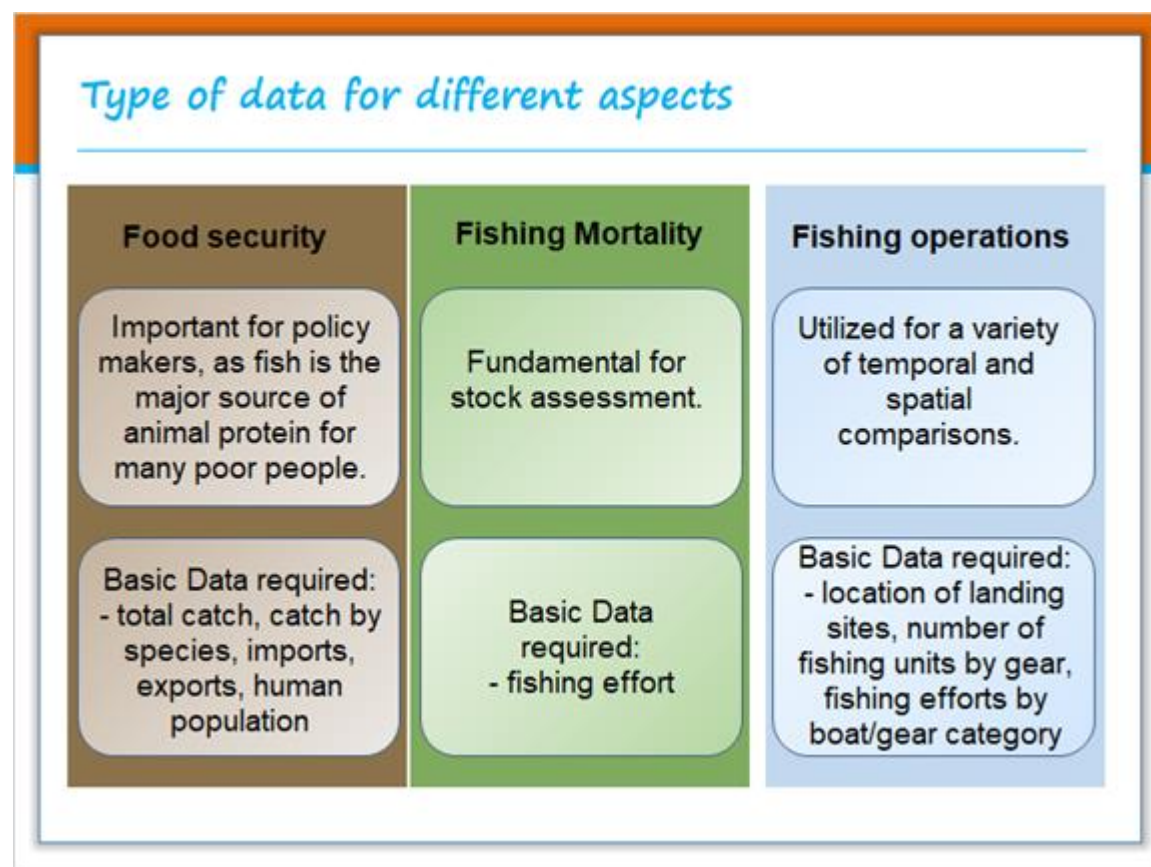 Type of data for different aspects
Food security
Important for policy
makers, as fish is the
major source of
animal protein for
many poor people.
Basic Data required:
- total catch, catch by
species, imports,
exports, human
population
Fishing Mortality
Fundamental for
stock assessment.
Basic Data
required:
- fishing effort
Fishing operations
Utilized for a variety
of temporal and
spatial
comparisons.
Basic Data required:
- location of landing
sites, number of
fishing units by gear,
fishing efforts by
boat/gear category